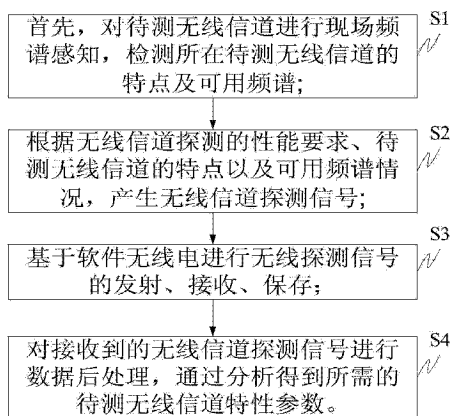 首先，对待测无线信道进行现场频
谱感知，检测所在待测无线信道的
特点及可用频谱;
S1
根据无线信道探测的性能要求、待
测无线信道的特点以及可用频谱情
况，产生无线信道探测信号;
S2
基于软件无线电进行无线探测信号
的发射、接收、保存；
S3
对接收到的无线信道探测信号进行
数据后处理，通过分析得到所需的
待测无线信道特性参数。
S4